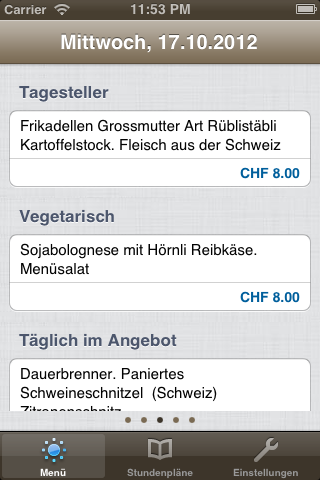 Carrier 11:53 PM
Mittwoch, 17.10.2012
Tagesteller
Frikadellen Grossmutter Art Rüblistäbli
Kartoffelstock. Fleisch aus der Schweiz
CHF 8.00
Vegetarisch
Sojabolognese mit Hörnli Reibkäse.
Menüsalat
CHF 8.00
Täglich im Angebot
Dauerbrenner. Paniertes
Schweineschnitzel (Schweiz)
Zitronenschnitz
Menü Stundenpläne Einstellungen